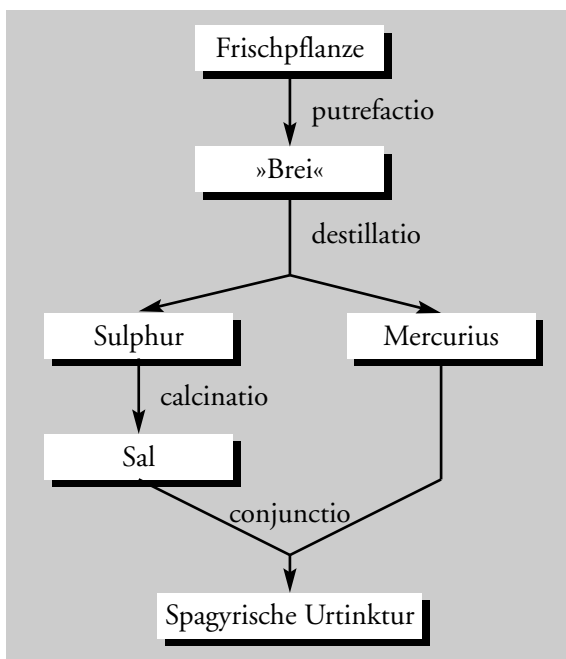 Frischpflanze
putrefactio
»Brei«
destillatio
Sulphur
Mercurius
calcinatio
Sal
conjunctio
Spagyrische Urtinktur